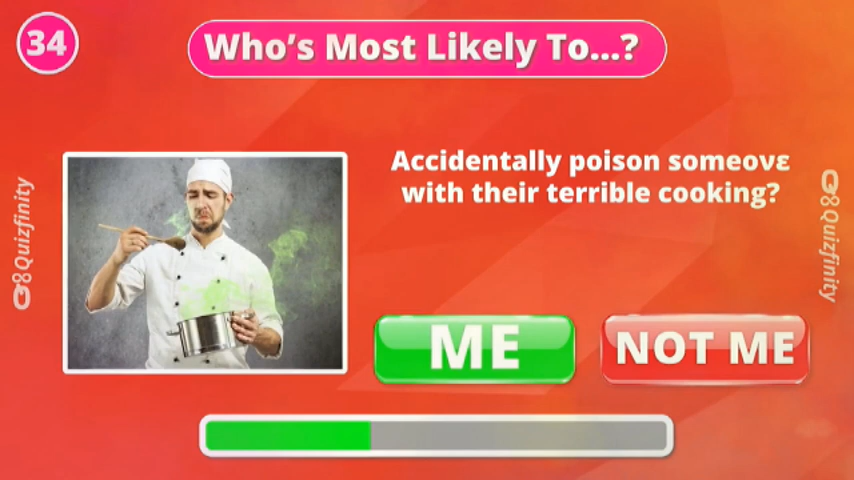 34
Who's Most Likely To...?
Accidentally poison someovε
with their terrible cooking?
ME
NOT ME
Quizfinity
Quizfinity